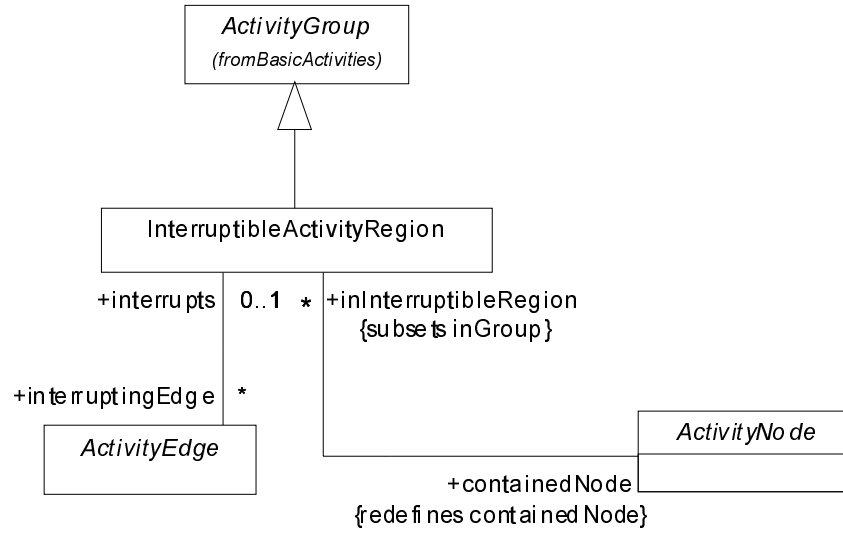 ActivityGroup
(fromBasicActivities)
InterruptibleActivityRegion
+interrupts 0..1 * +inInterruptibleRegion
{subsets inGroup}
+interruptingEdge *
ActivityEdge
ActivityNode
+containedNode
{redefines containedNode}